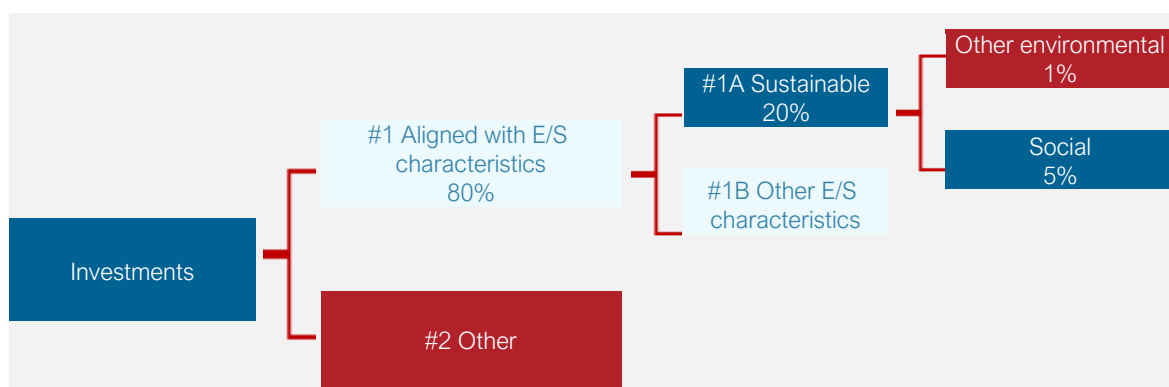 Other environmental
1%
#1A Sustainable
20%
#1 Aligned with E/S
characteristics
80%
Social
5%
#1B Other E/S
characteristics
Investments
#2 Other